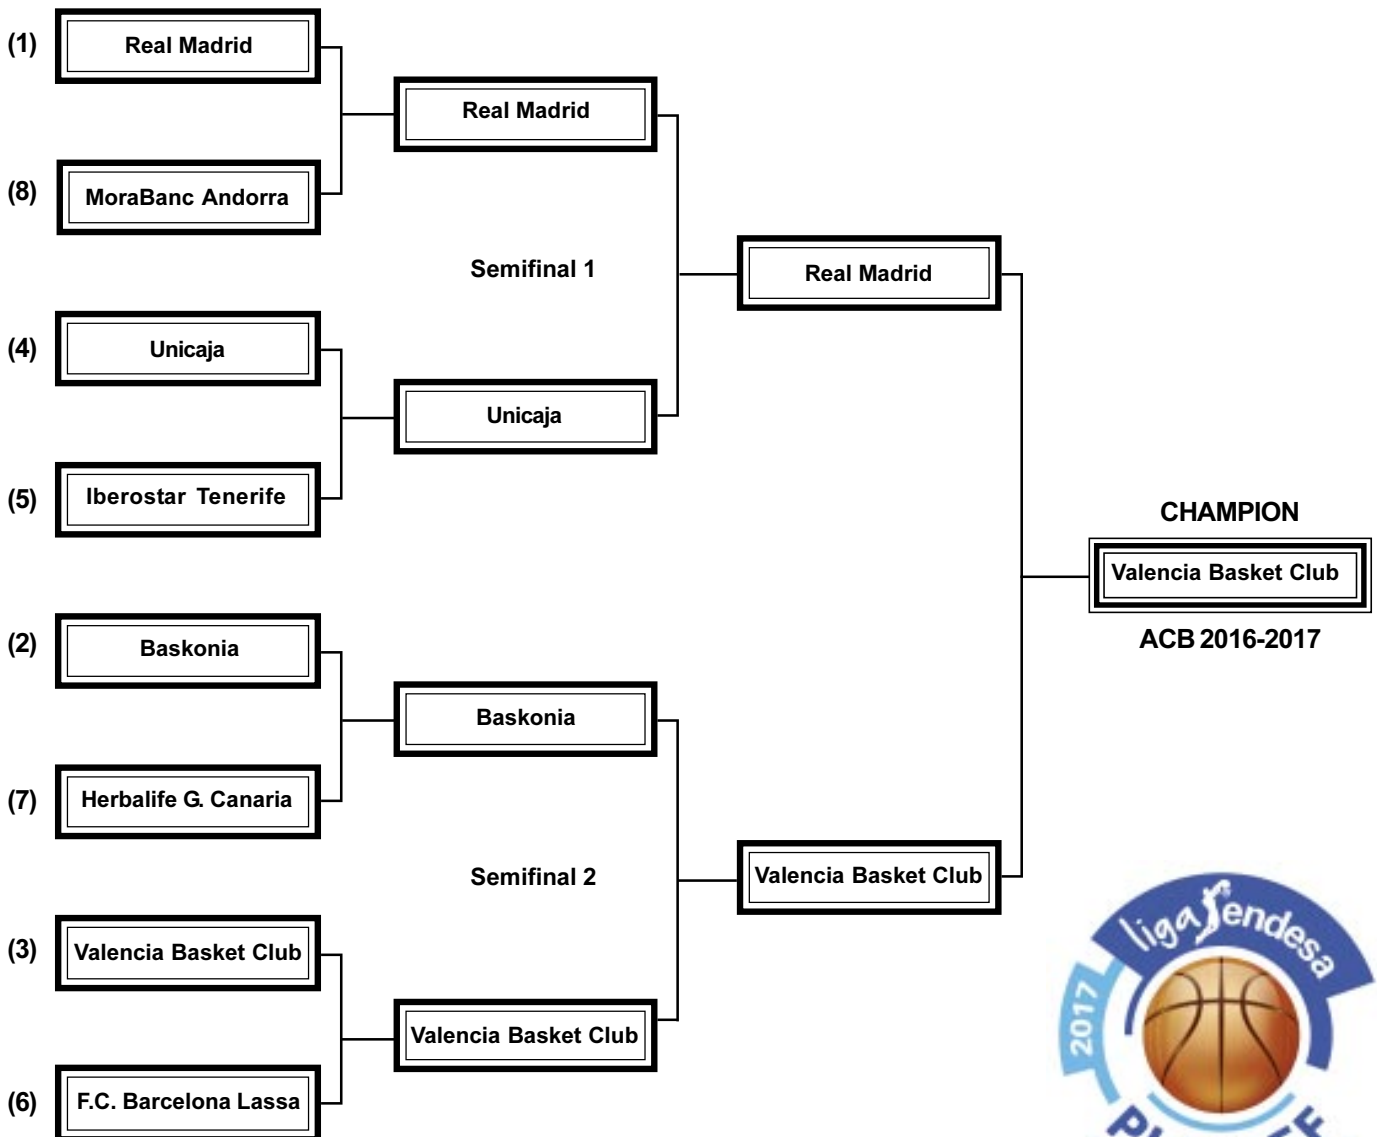 (1) Real Madrid
Real Madrid
(8) MoraBanc Andorra
Semifinal 1
Real Madrid
(4) Unicaja
Unicaja
(5) Iberostar Tenerife
CHAMPION
Valencia Basket Club
ACB 2016-2017
(2) Baskonia
Baskonia
(7) Herbalife G. Canaria
Semifinal 2
Valencia Basket Club
(3) Valencia Basket Club
Valencia Basket Club
(6) F.C. Barcelona Lassa
liga endesa
2017